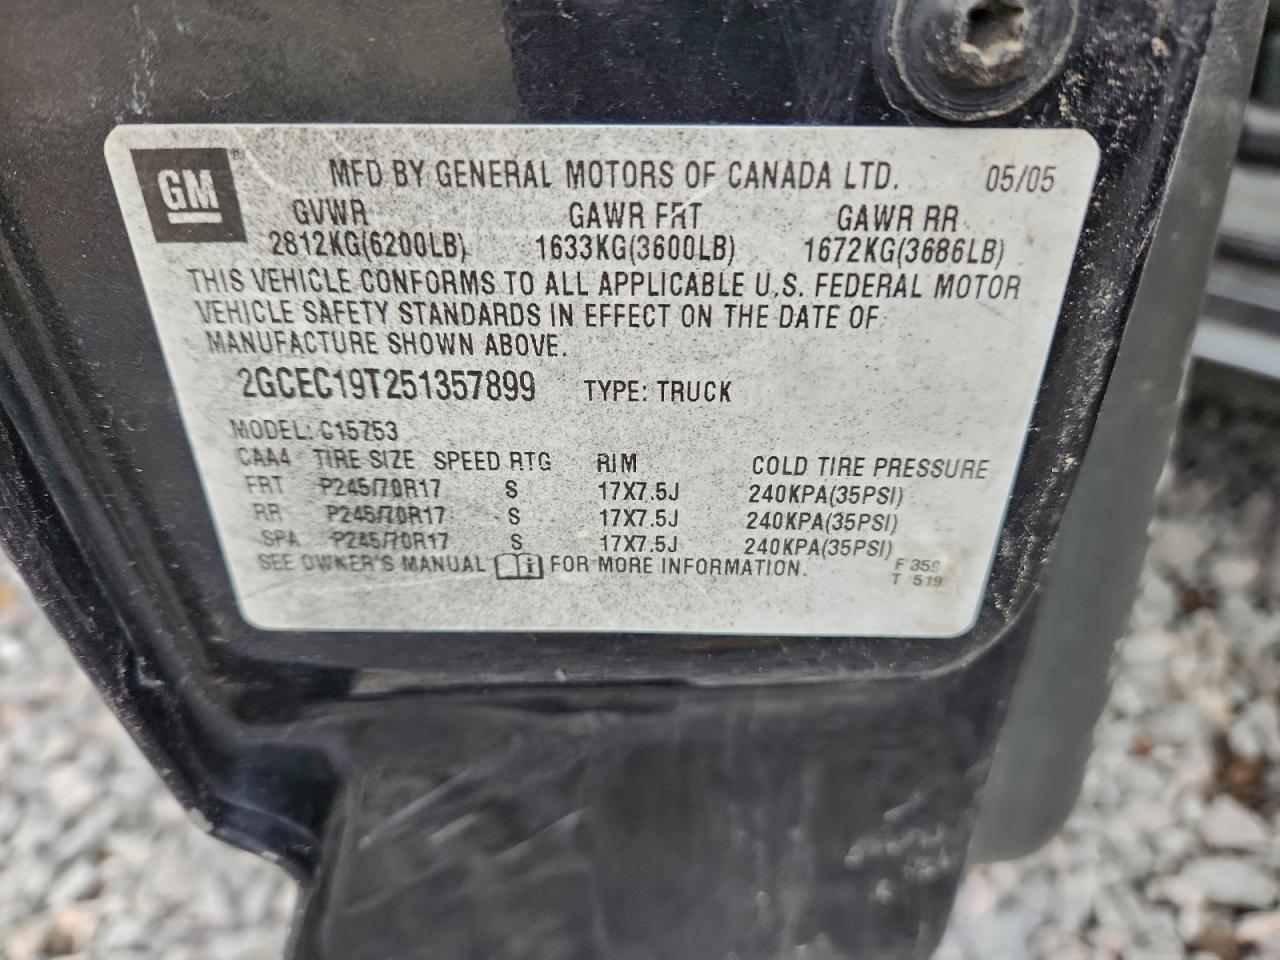 GM®
MFD BY GENERAL MOTORS OF CANADA LTD. 05/05
GVWR GAWR FRT GAWR RR
2812KG(6200LB) 1633KG(3600LB) 1672KG(3686LB)
THIS VEHICLE CONFORMS TO ALL APPLICABLE U.S. FEDERAL MOTOR
VEHICLE SAFETY STANDARDS IN EFFECT ON THE DATE OF
MANUFACTURE SHOWN ABOVE.
2GCEC19T251357899 TYPE: TRUCK
MODEL: C15753
CAA4 TIRE SIZE SPEED RTG RIM COLD TIRE PRESSURE
FRT P245/70R17 S 17X7.5J 240KPA(35PSI)
RR P245/70R17 S 17X7.5J 240KPA(35PSI)
SPA P245/70R17 S 17X7.5J 240KPA(35PSI)
SEE OWNER'S MANUAL i FOR MORE INFORMATION.
F 359
T 519